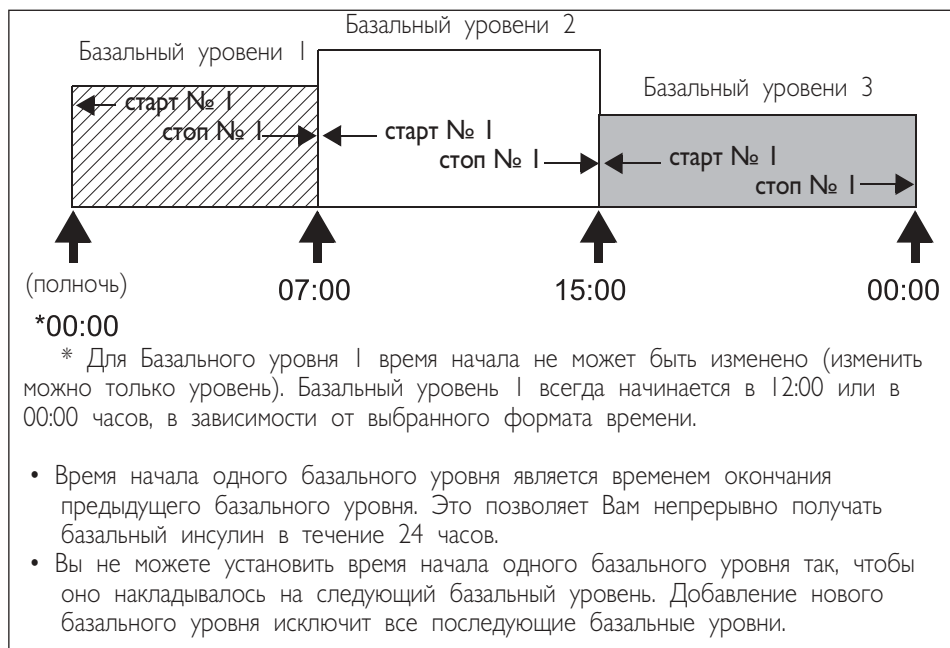 Базальный уровени 2
Базальный уровени 1
Базальный уровени 3
старт № 1
стоп № 1
старт № 1
стоп № 1
старт № 1
стоп № 1
(полночь)
*00:00
07:00
15:00
00:00
* Для Базального уровня 1 время начала не может быть изменено (изменить
можно только уровень). Базальный уровень 1 всегда начинается в 12:00 или в
00:00 часов, в зависимости от выбранного формата времени.
• Время начала одного базального уровня является временем окончания
предыдущего базального уровня. Это позволяет Вам непрерывно получать
базальный инсулин в течение 24 часов.
• Вы не можете установить время начала одного базального уровня так, чтобы
оно накладывалось на следующий базальный уровень. Добавление нового
базального уровня исключит все последующие базальные уровни.